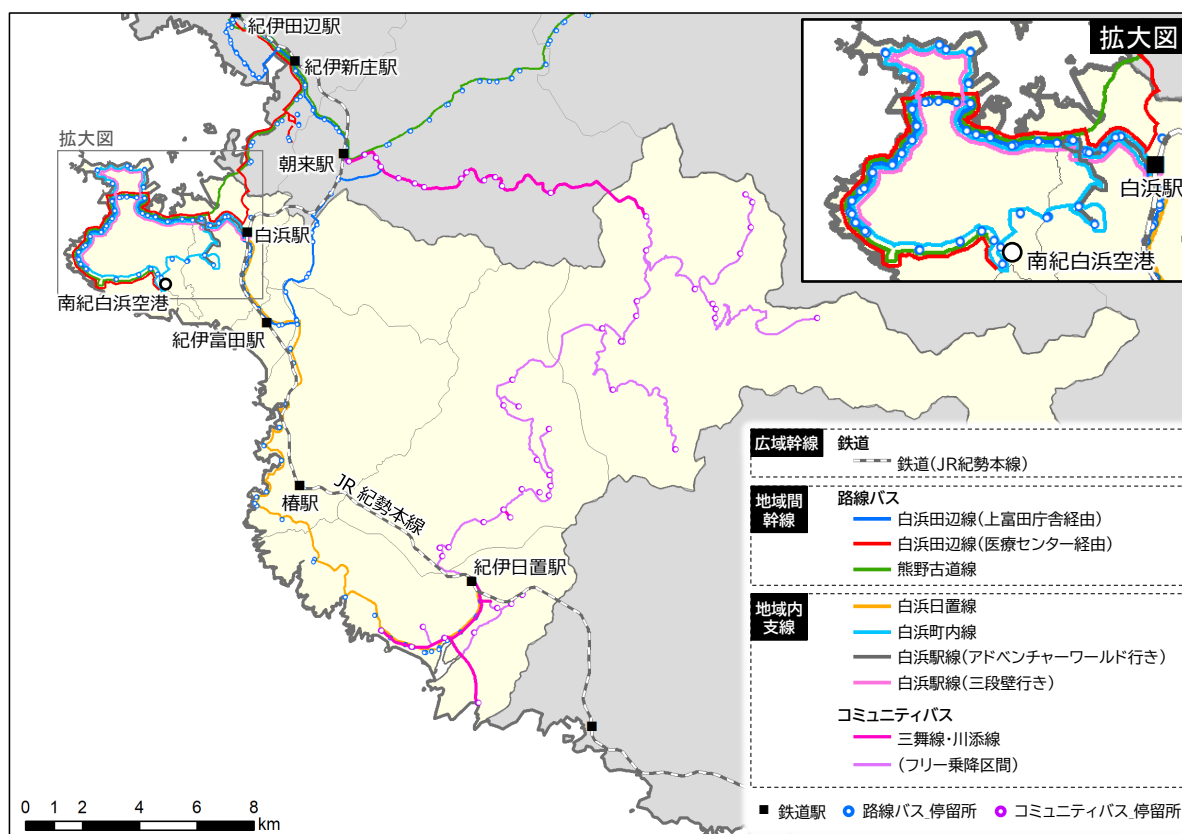 紀伊田辺駅
紀伊新庄駅
拡大図
朝来駅
白浜駅
南紀白浜空港
紀伊富田駅
椿駅
JR 紀勢本線
紀伊日置駅
拡大図
白浜駅
南紀白浜空港
広域幹線
鉄道
鉄道(JR紀勢本線)
地域間
幹線
路線バス
白浜田辺線(上富田庁舎経由)
白浜田辺線(医療センター経由)
熊野古道線
地域内
支線
白浜日置線
白浜町内線
白浜駅線(アドベンチャーワールド行き)
白浜駅線(三段壁行き)
コミュニティバス
三舞線・川添線
(フリー乗降区間)
鉄道駅 路線バス_停留所 コミュニティバス_停留所
0 1 2 4 6 8
km